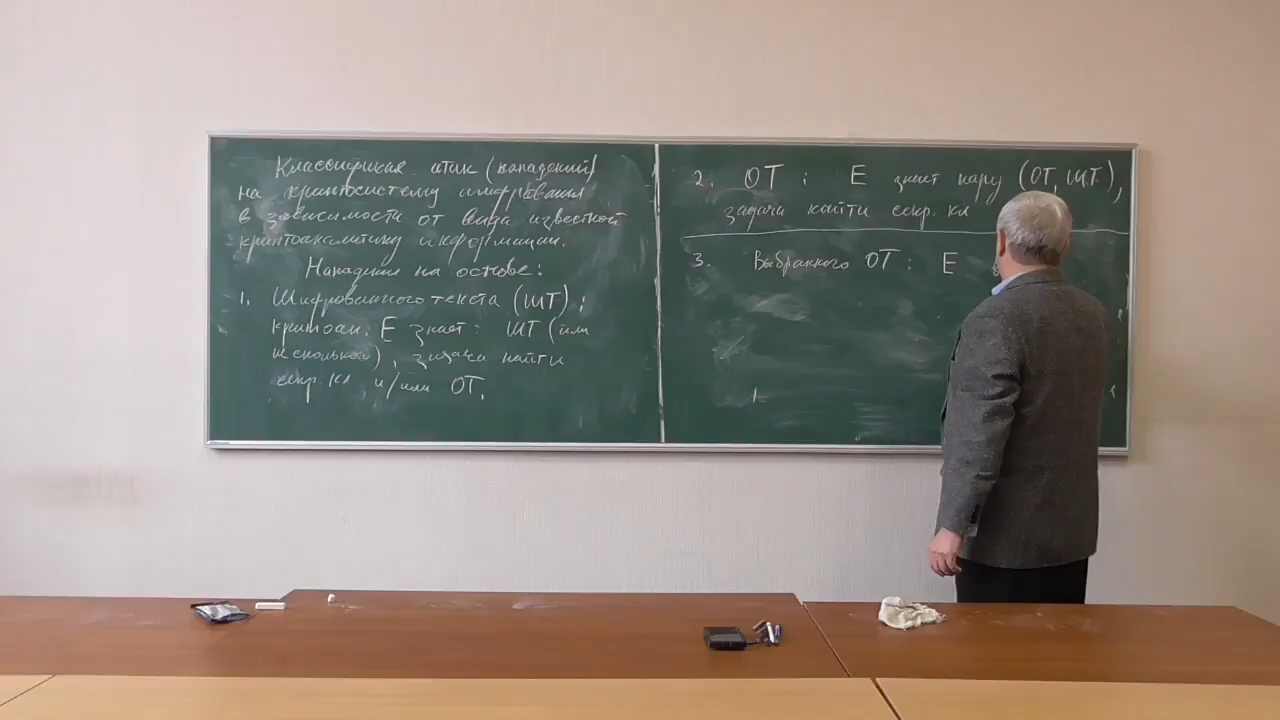 Классификая атак (нападений)
на криптосистему шифрования
в зависимости от вида известной
криптоаналитику информации.
Нападение на основе:
1. Шифрованного текста (ШТ):
криптоан. E знает: ШТ (или
несколько), задача найти
секр. кл. и/или ОТ.
2. ОТ: E знает пару (ОТ, ШТ),
задача найти секр. кл
3. Выбранного ОТ: E